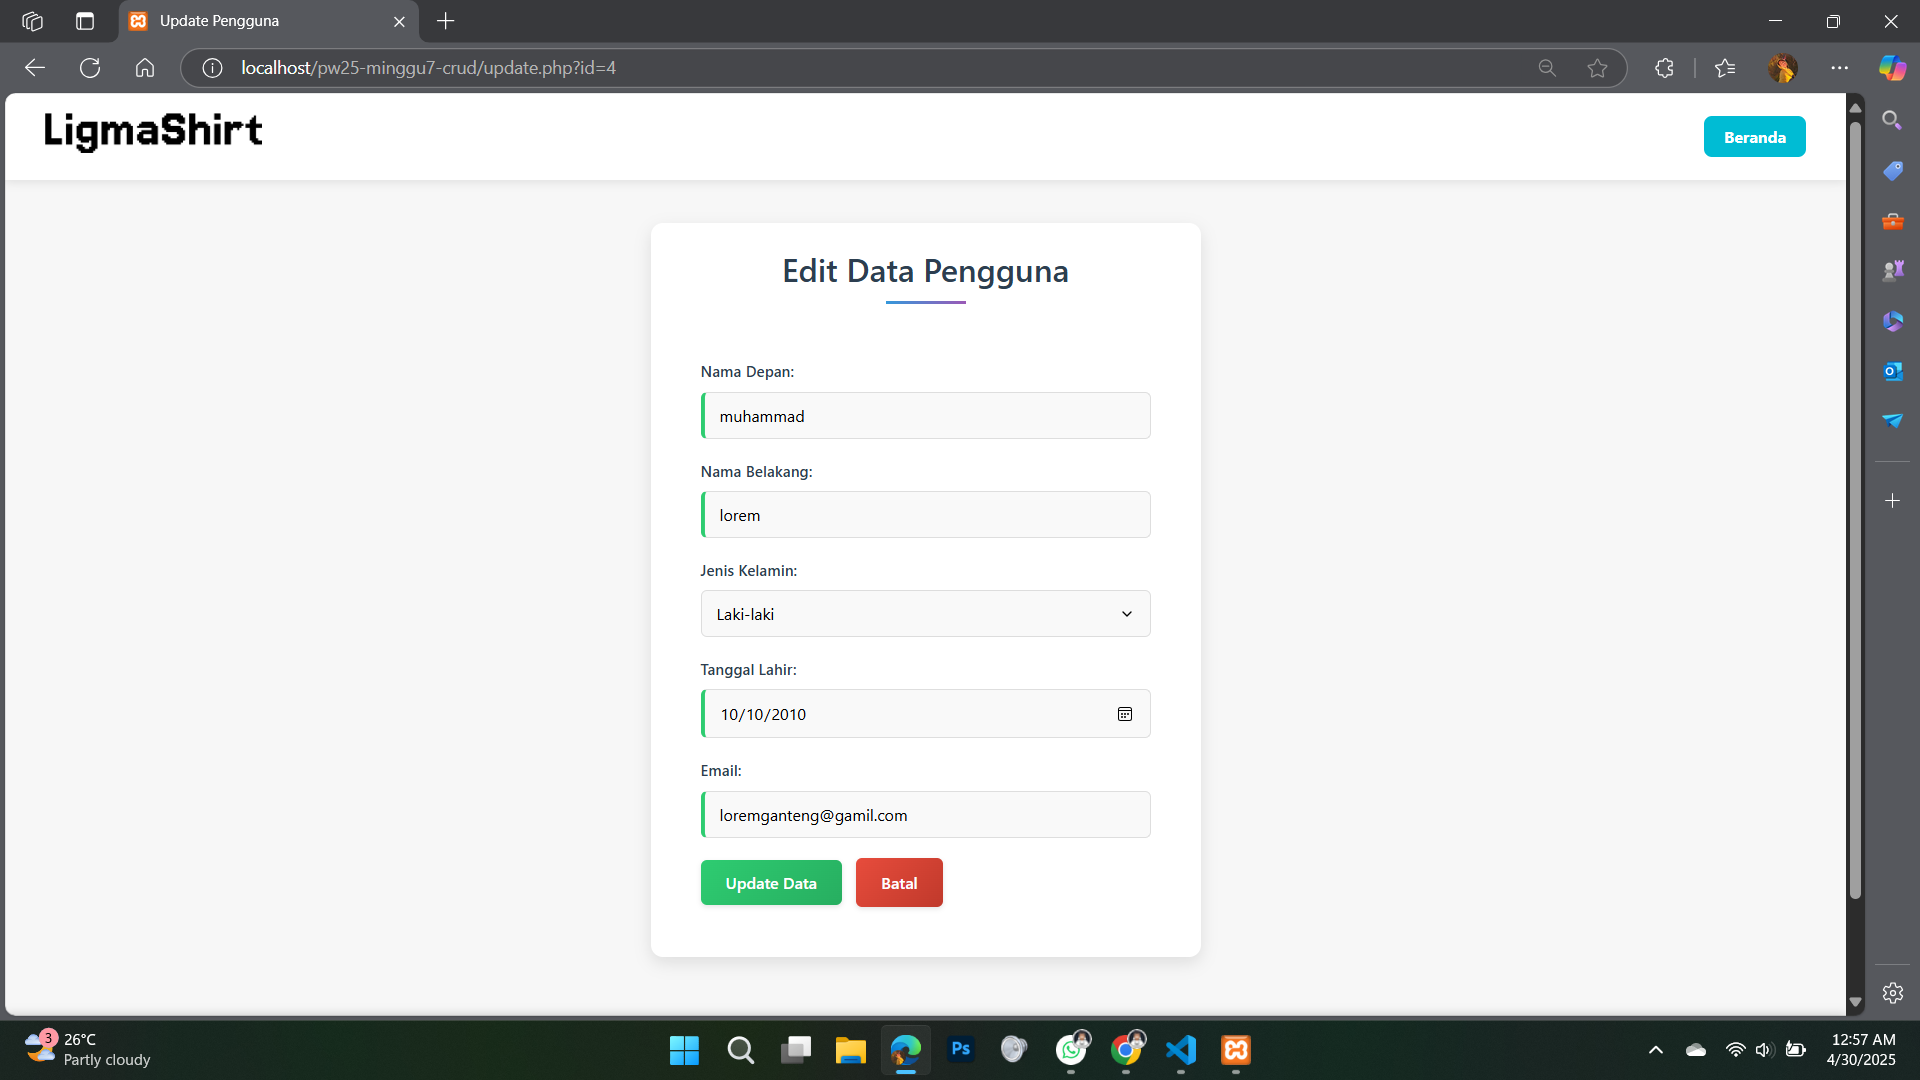 Update Pengguna
localhost/pw25-minggu7-crud/update.php?id=4
LigmaShirt
Beranda
Edit Data Pengguna
Nama Depan:
muhammad
Nama Belakang:
lorem
Jenis Kelamin:
Laki-laki
Tanggal Lahir:
10/10/2010
Email:
loremganteng@gamil.com
Update Data
Batal
3
26°C
Partly cloudy
Ps
12:57 AM
4/30/2025